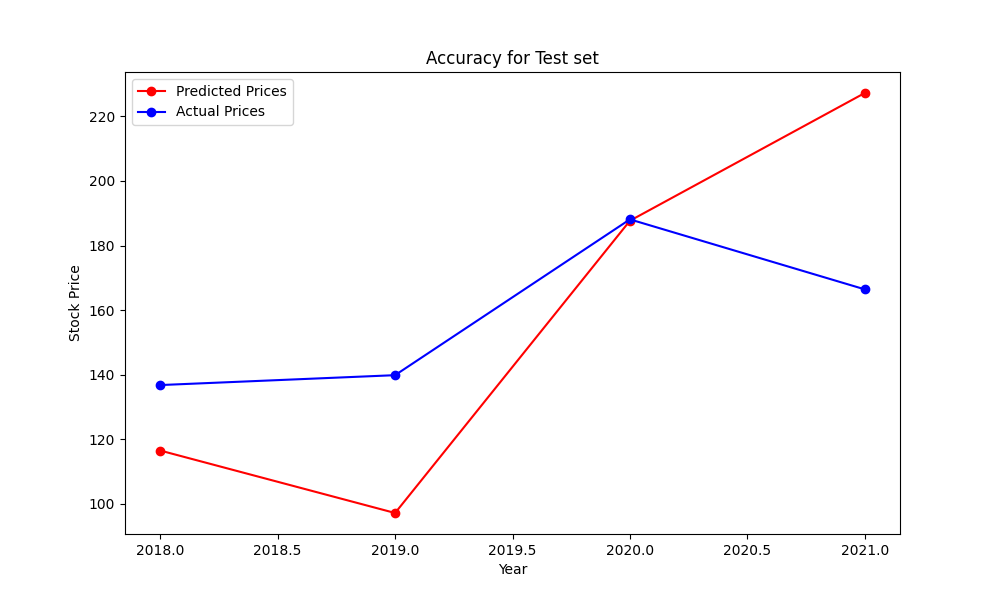 Accuracy for Test set
Predicted Prices
Actual Prices
220
200
180
160
140
120
100
Stock Price
2018.0 2018.5 2019.0 2019.5 2020.0 2020.5 2021.0
Year